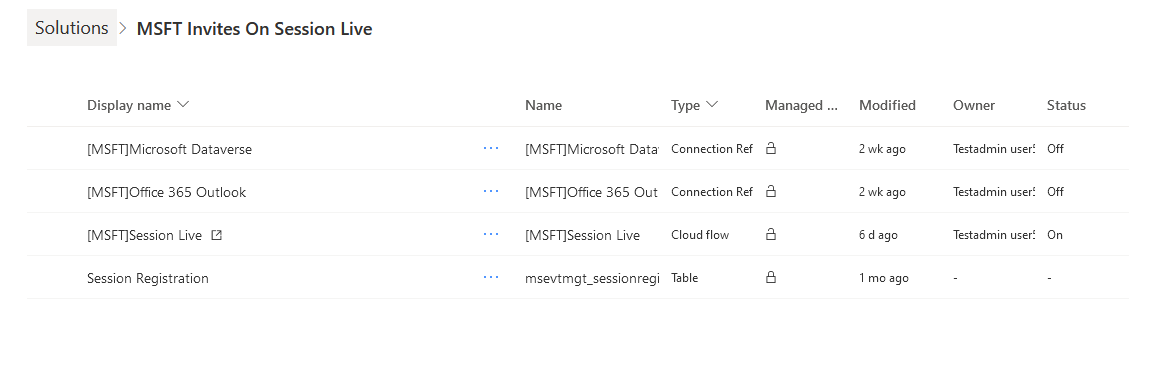 Solutions > MSFT Invites On Session Live
Display name Name Type Managed ... Modified Owner Status
[MSFT]Microsoft Dataverse ... [MSFT]Microsoft Data Connection Ref 2 wk ago Testadmin user Off
[MSFT]Office 365 Outlook ... [MSFT]Office 365 Out Connection Ref 2 wk ago Testadmin user Off
[MSFT]Session Live ... [MSFT]Session Live Cloud flow 6 d ago Testadmin user On
Session Registration ... msevtmgt_sessionregi Table 1 mo ago - -